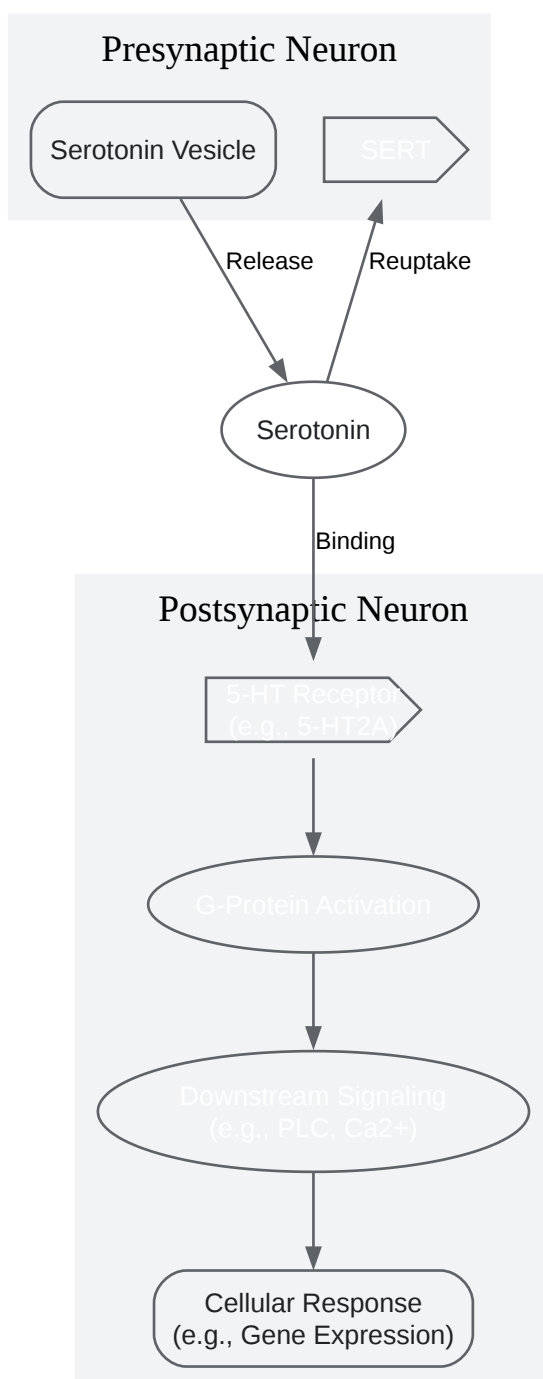 Presynaptic Neuron
Serotonin Vesicle
SERT
Release
Reuptake
Serotonin
Binding
Postsynaptic Neuron
5-HT Receptor
(e.g., 5-HT2A)
G-Protein Activation
Downstream Signaling
(e.g., PLC, Ca2+)
Cellular Response
(e.g., Gene Expression)